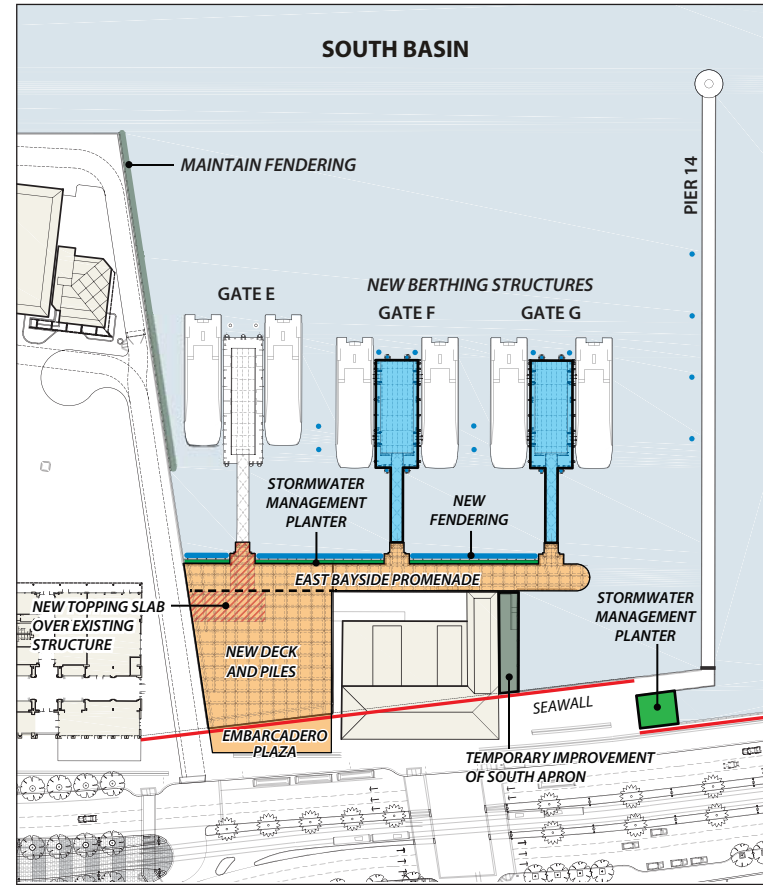 SOUTH BASIN
MAINTAIN FENDERING
PIER 14
NEW BERTHING STRUCTURES
GATE E
GATE F
GATE G
STORMWATER
MANAGEMENT
PLANTER
NEW
FENDERING
EAST BAYSIDE PROMENADE
NEW TOPPING SLAB
OVER EXISTING
STRUCTURE
STORMWATER
MANAGEMENT
PLANTER
NEW DECK
AND PILES
SEAWALL
EMBARCADERO
PLAZA
TEMPORARY IMPROVEMENT
OF SOUTH APRON